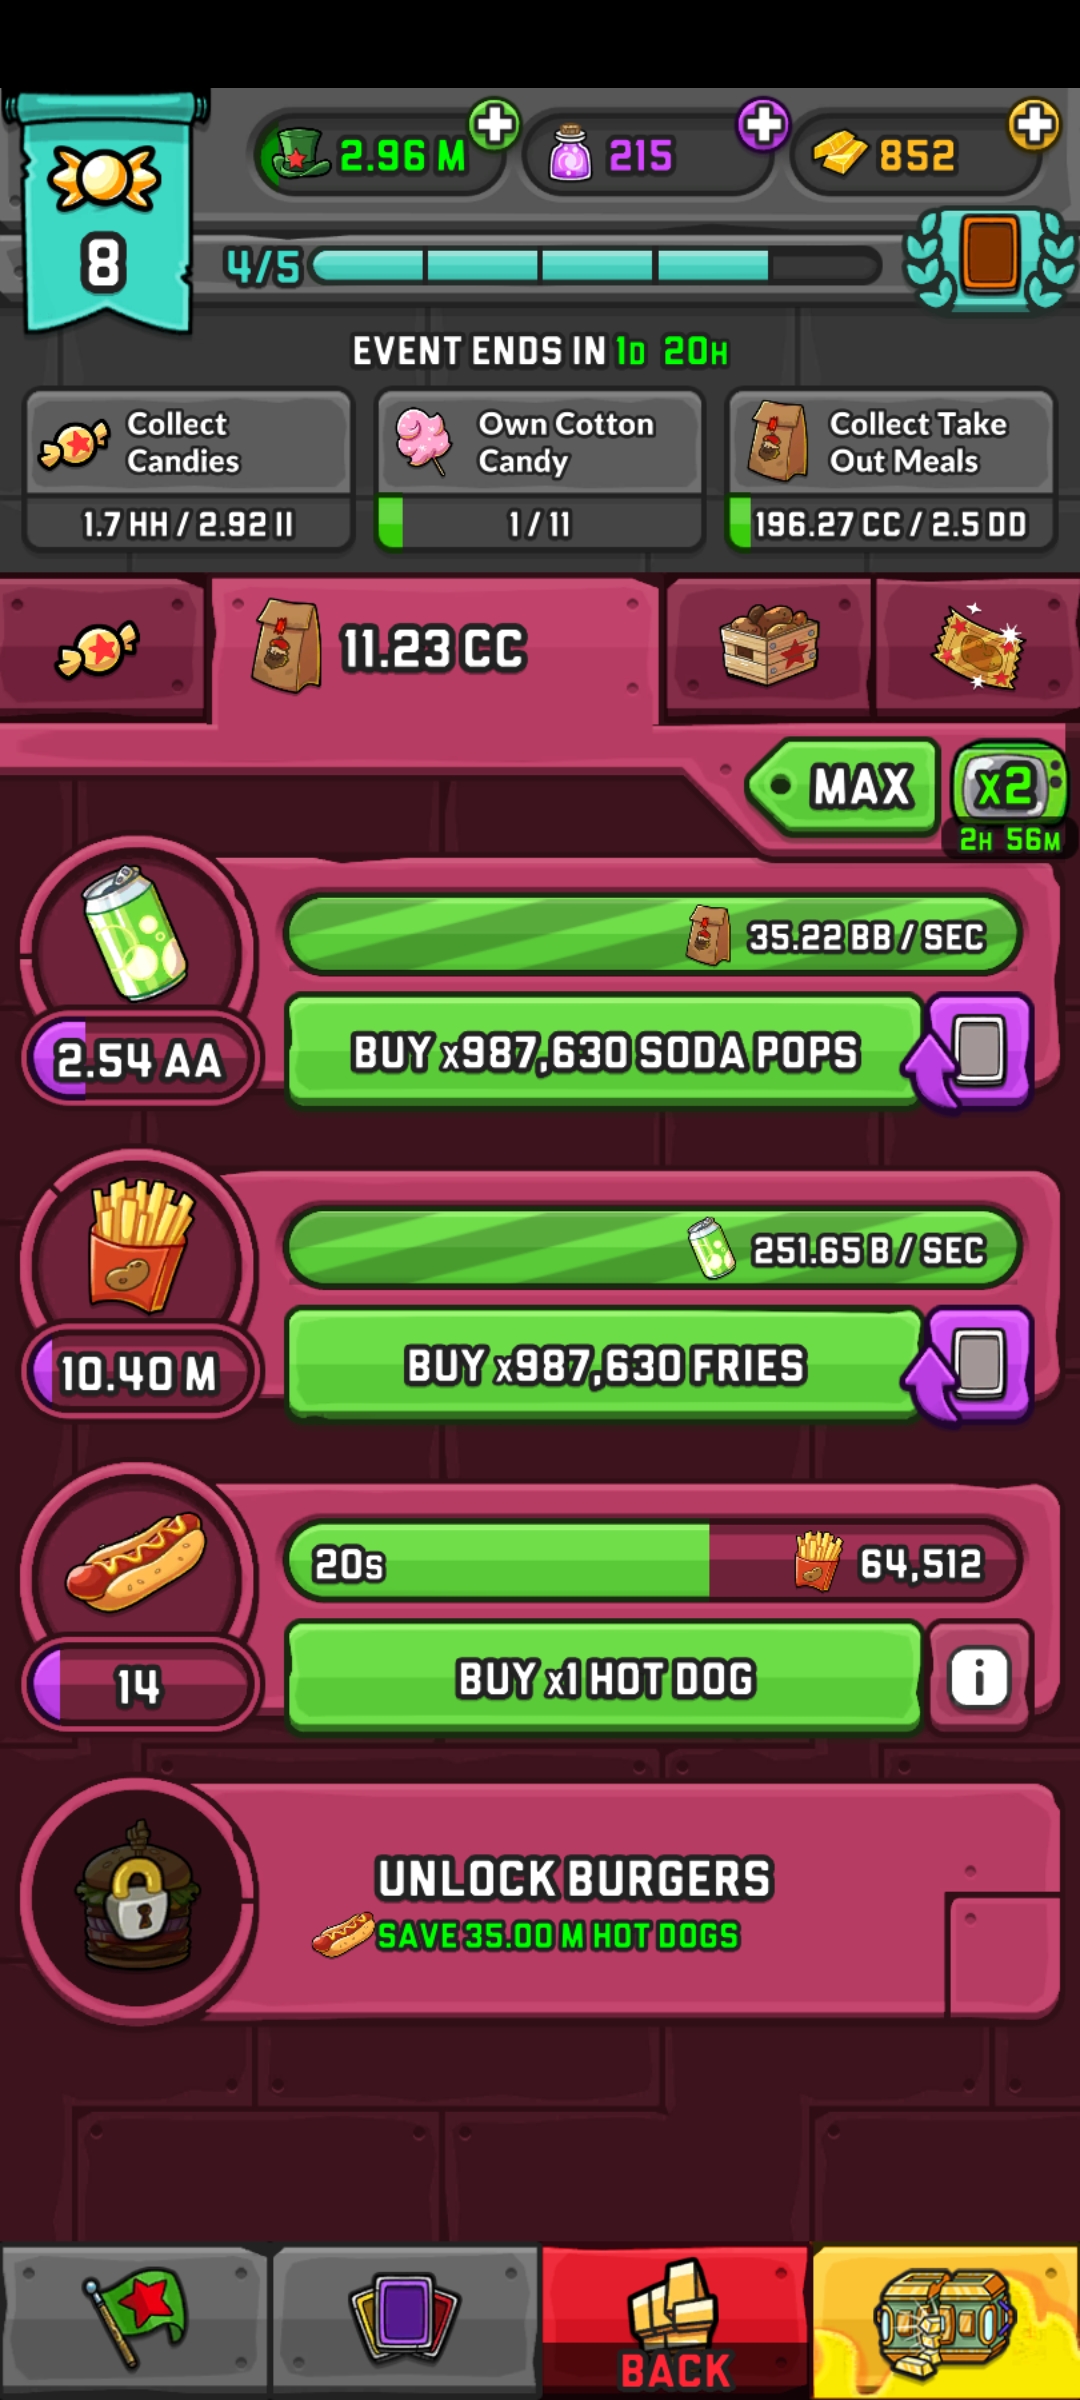 2.96 M
215
852
8
4/5
EVENT ENDS IN 1D 20H
Collect
Candies
1.7 HH / 2.92 II
Own Cotton
Candy
1 / 11
Collect Take
Out Meals
196.27 CC / 2.5 DD
11.23 CC
MAX
x2
2H 56M
35.22 BB / SEC
2.54 AA
BUY x987,630 SODA POPS
251.65 B / SEC
10.40 M
BUY x987,630 FRIES
20s
64,512
14
BUY x1 HOT DOG
i
UNLOCK BURGERS
SAVE 35.00 M HOT DOGS
BACK